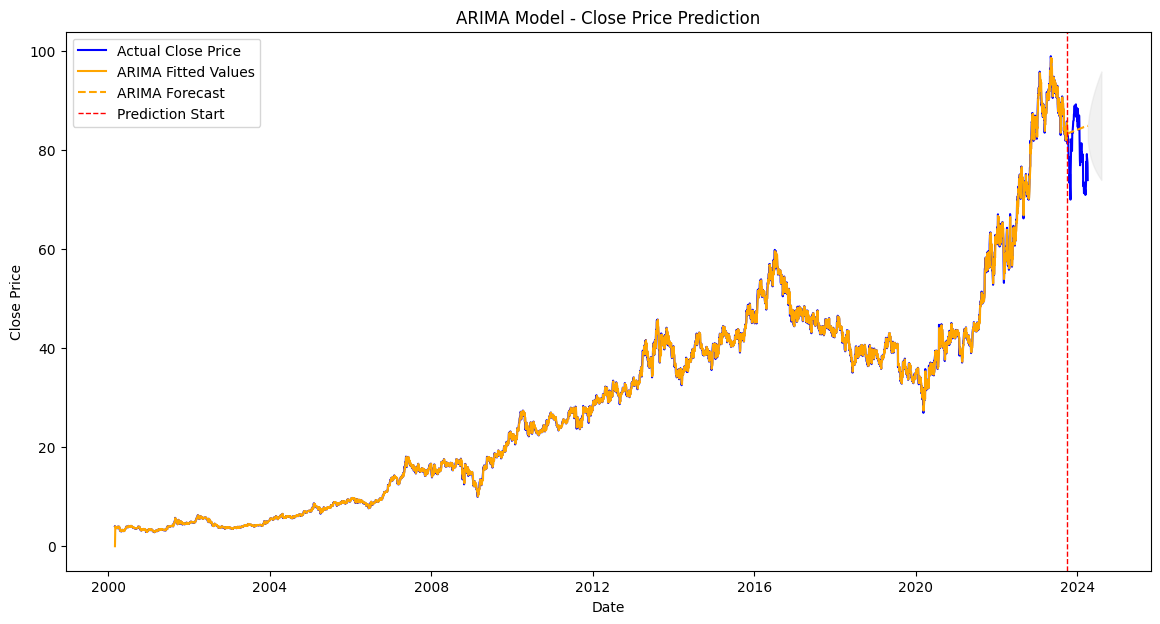 ARIMA Model - Close Price Prediction
Actual Close Price
ARIMA Fitted Values
ARIMA Forecast
Prediction Start
Close Price
100
80
60
40
20
0
2000
2004
2008
2012
2016
2020
2024
Date